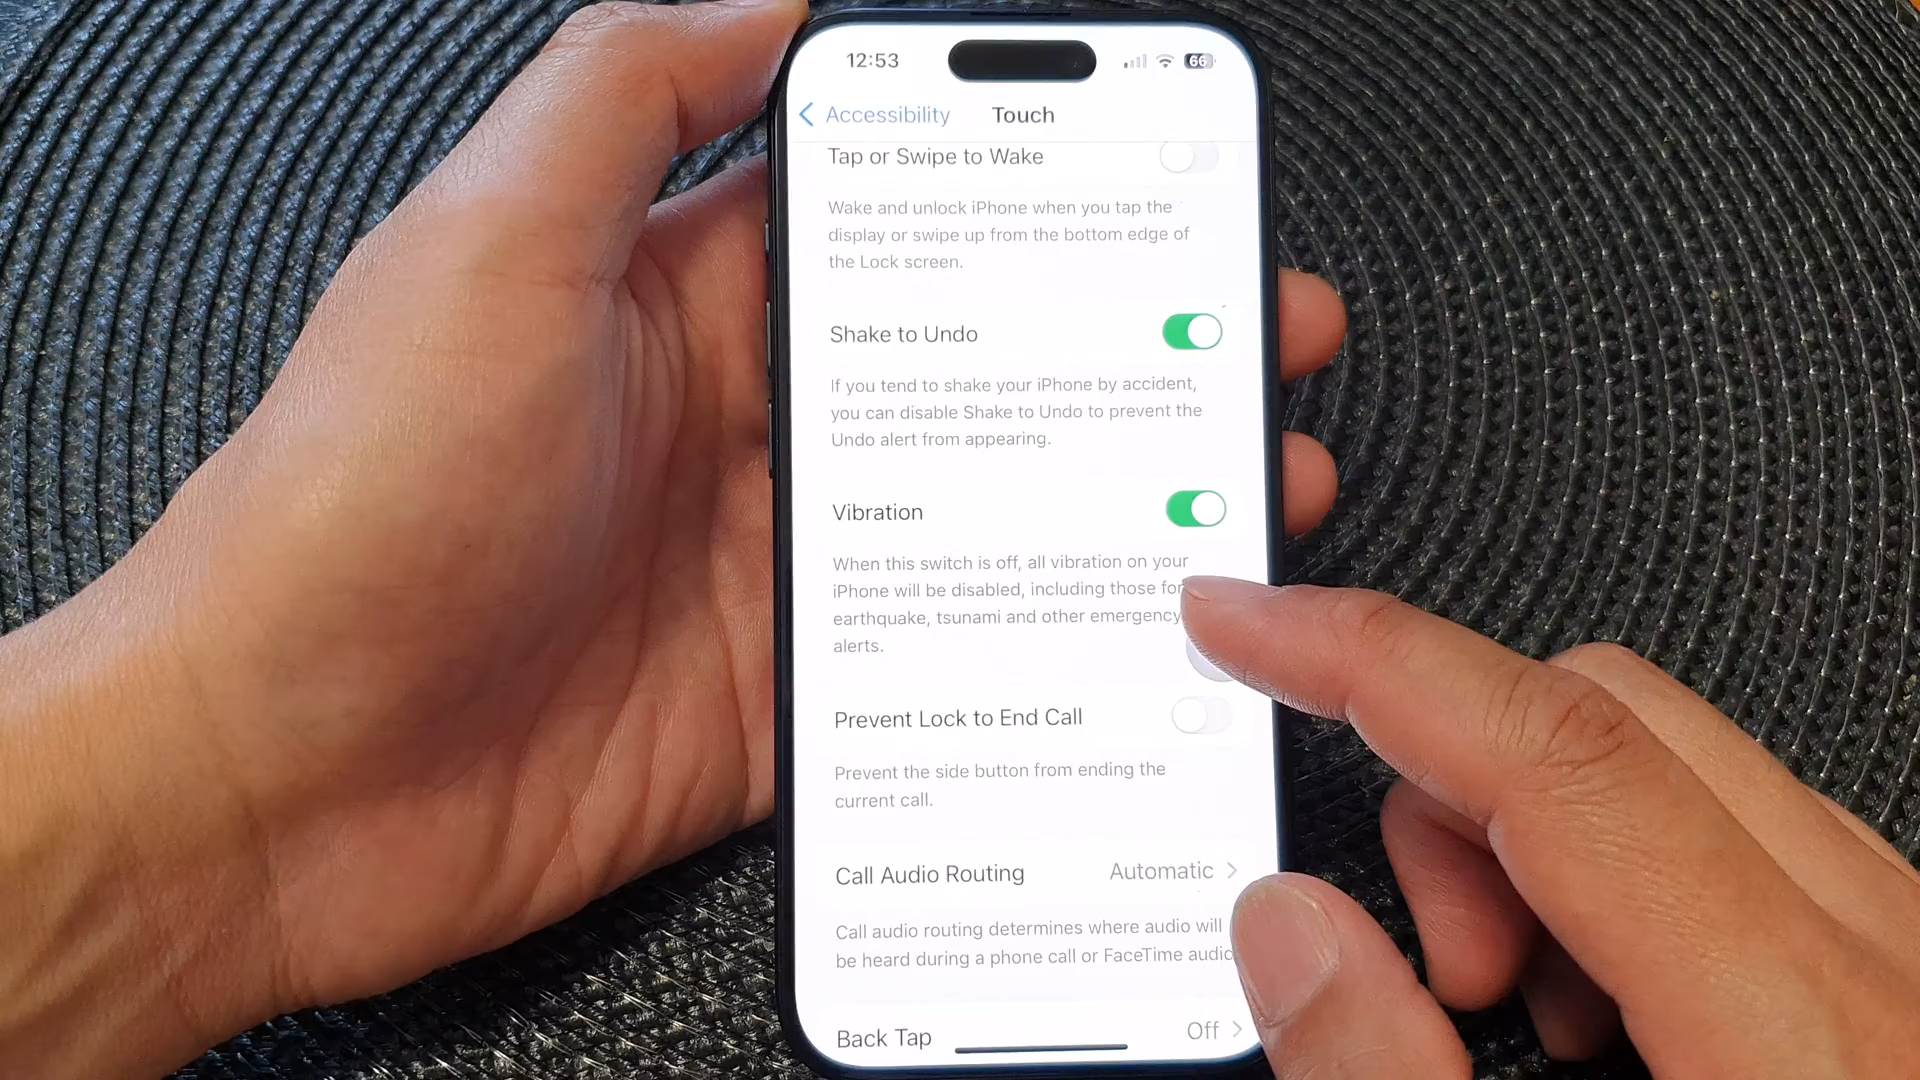 12:53
66
Accessibility
Touch
Tap or Swipe to Wake
Wake and unlock iPhone when you tap the
display or swipe up from the bottom edge of
the Lock screen.
Shake to Undo
If you tend to shake your iPhone by accident,
you can disable Shake to Undo to prevent the
Undo alert from appearing.
Vibration
When this switch is off, all vibration on your
iPhone will be disabled, including those for
earthquake, tsunami and other emergency
alerts.
Prevent Lock to End Call
Prevent the side button from ending the
current call.
Call Audio Routing
Automatic
Call audio routing determines where audio will
be heard during a phone call or FaceTime audio
Back Tap
Off